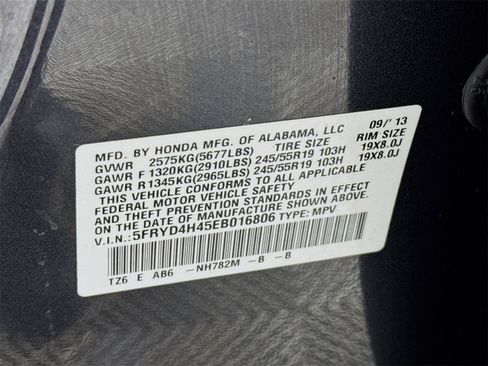 MFD. BY HONDA MFG. OF ALABAMA, LLC 09/'13
GVWR 2575KG(5677LBS) TIRE SIZE RIM SIZE
GAWR F 1320KG(2910LBS) 245/55R19 103H 19X8.0J
GAWR R1345KG(2965LBS) 245/55R19 103H 19X8.0J
THIS VEHICLE CONFORMS TO ALL APPLICABLE
FEDERAL MOTOR VEHICLE SAFETY
AND THEFT PREVENTION STANDARDS IN EFFECT
ON THE DATE OF MANUFACTURE SHOWN ABOVE.
V.I.N.: 5FRYD4H45EB016806 TYPE: MPV
TZ6 E AB6 -NH782M -B -B